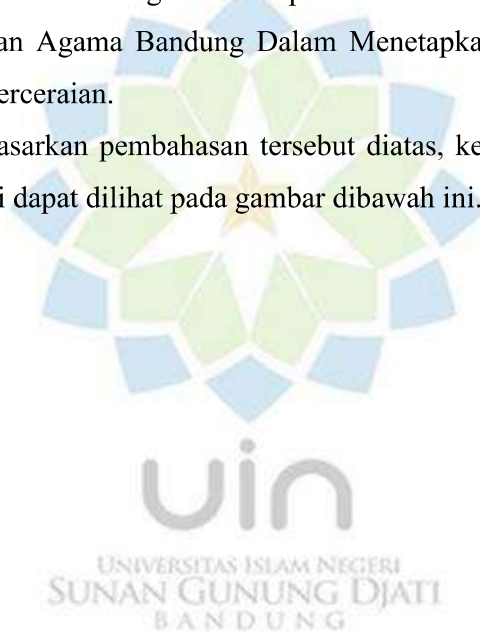 an Agama Bandung Dalam Menetapka
erceraian.
asarkan pembahasan tersebut diatas, ke
i dapat dilihat pada gambar dibawah ini.
uin
UNIVERSITAS ISLAM NEGERI
SUNAN GUNUNG DJATI
BANDUNG